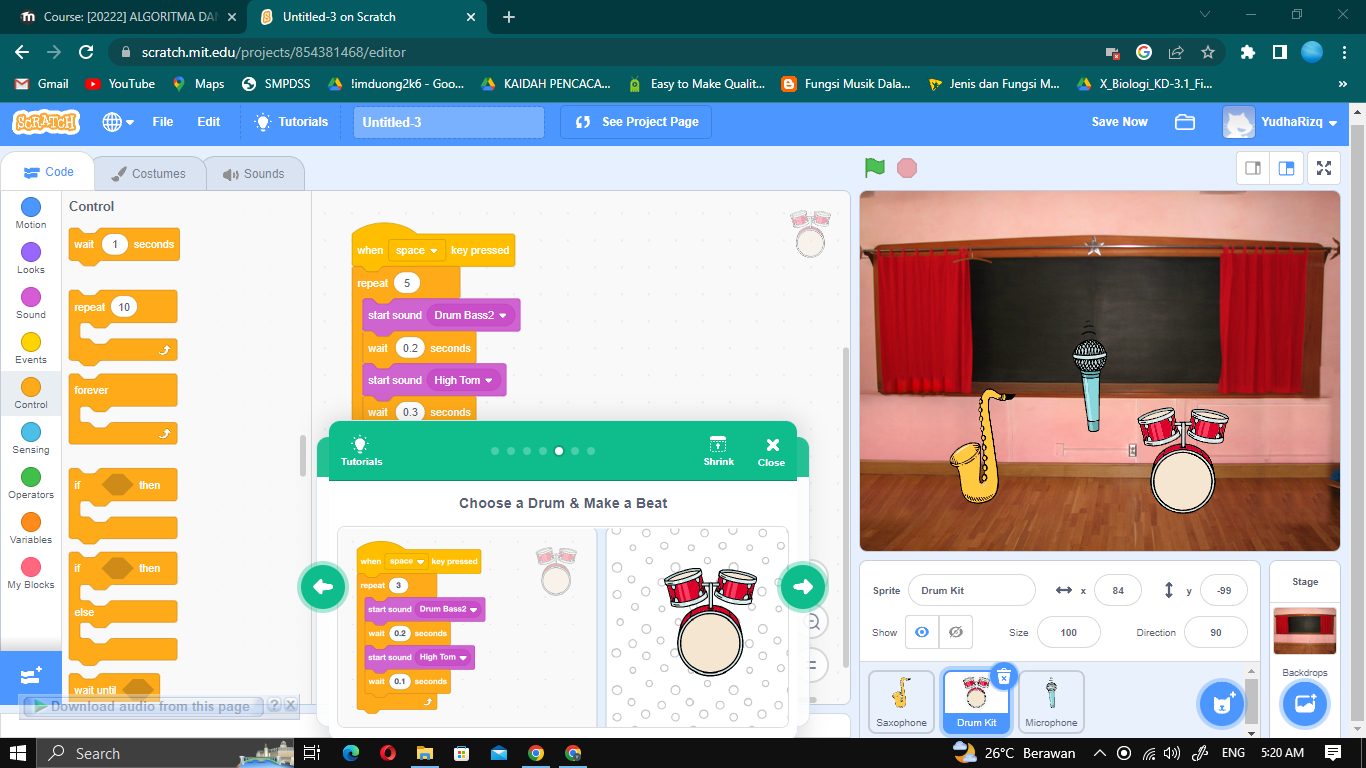 Course: [20222] ALGORITMA DAN
Untitled-3 on Scratch
scratch.mit.edu/projects/854381468/editor
Gmail
YouTube
Maps
SMPDSS
!imduong2k6 - Goo...
KAIDAH PENCACA...
Easy to Make Qualit...
Fungsi Musik Dala...
Jenis dan Fungsi M...
X_Biologi_KD-3.1_Fi...
»
SCRATCH
File
Edit
Tutorials
Untitled-3
See Project Page
Save Now
YudhaRizq
Code
Costumes
Sounds
Motion
Looks
Sound
Events
Control
Sensing
Operators
Variables
My Blocks
Control
wait 1 seconds
repeat 10
forever
if then
if then
else
wait until
Download audio from this page ? X
when space key pressed
repeat 5
start sound Drum Bass2
wait 0.2 seconds
start sound High Tom
wait 0.3 seconds
Tutorials
Shrink
Close
Choose a Drum & Make a Beat
when space key pressed
repeat 3
start sound Drum Bass2
wait 0.2 seconds
start sound High Tom
wait 0.1 seconds
Sprite Drum Kit x 84 y -99
Show Size 100 Direction 90
Saxophone
Drum Kit
Microphone
Stage
Backdrops
Search
26°C Berawan
ENG
5:20 AM